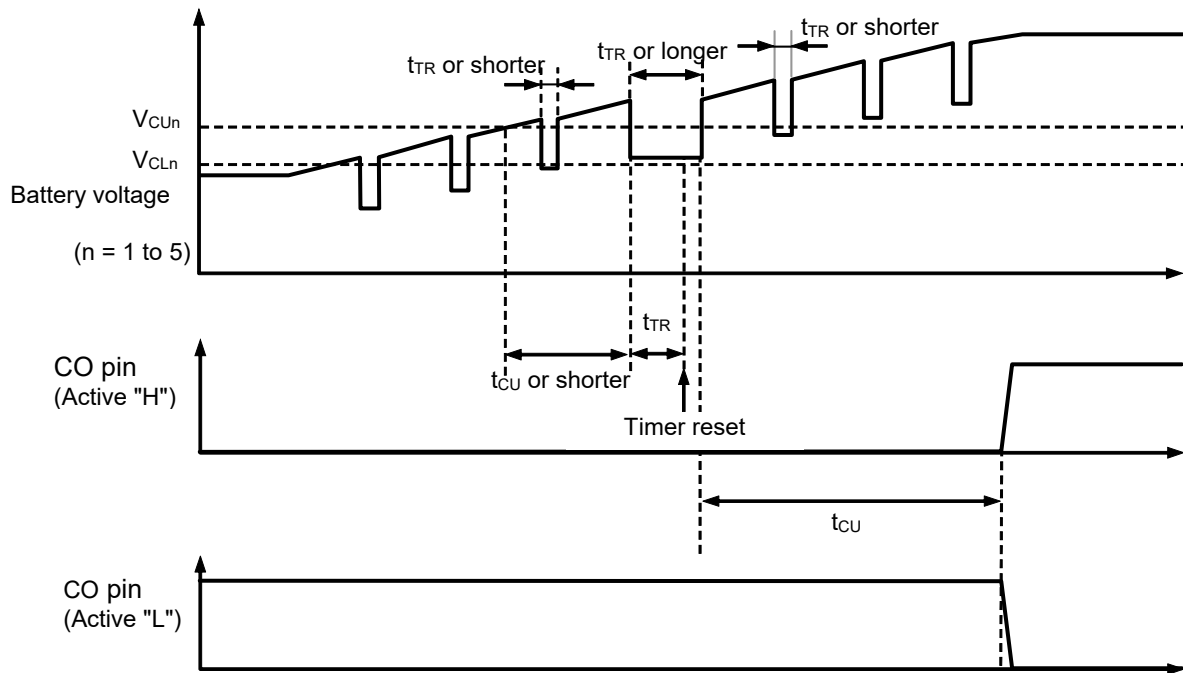 tTR or shorter
tTR or longer
tTR or shorter
VCUn
VCLn
Battery voltage
(n = 1 to 5)
tTR
tCU or shorter
CO pin
(Active "H")
Timer reset
tCU
CO pin
(Active "L")